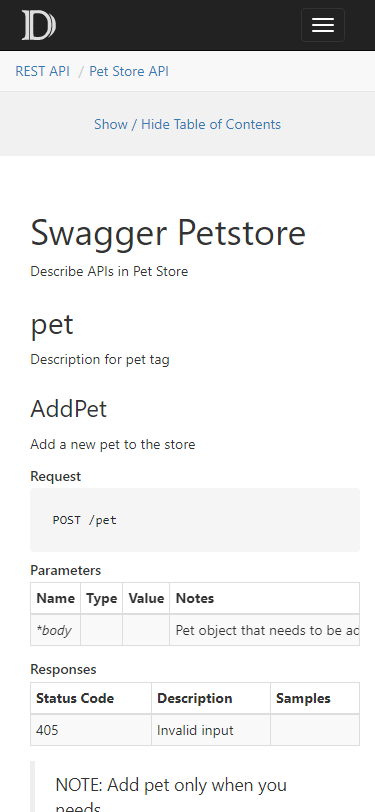 REST API / Pet Store API
Show / Hide Table of Contents
Swagger Petstore
Describe APIs in Pet Store
pet
Description for pet tag
AddPet
Add a new pet to the store
Request
POST /pet
Parameters
Name Type Value Notes
*body Pet object that needs to be
Responses
Status Code Description Samples
405 Invalid input
NOTE: Add pet only when you
needs